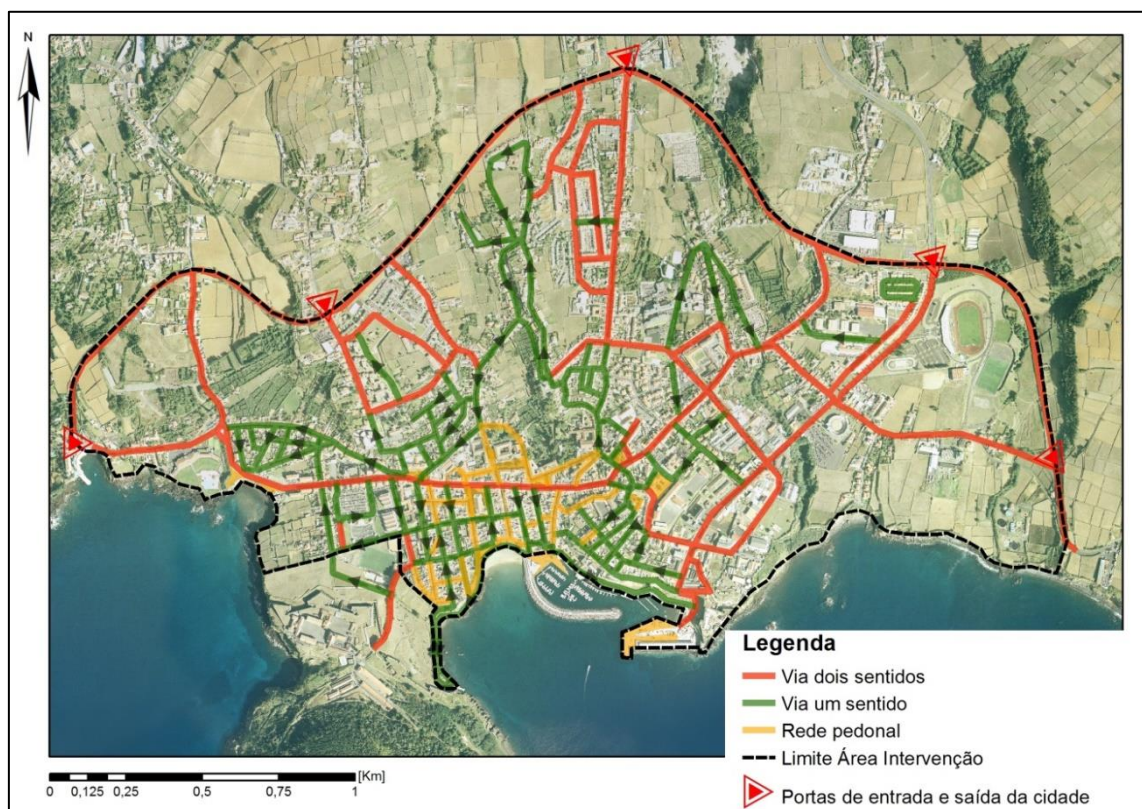 N
Legenda
Via dois sentidos
Via um sentido
Rede pedonal
Limite Área Intervenção
Portas de entrada e saída da cidade
[Km]
0 0,125 0,25 0,5 0,75 1